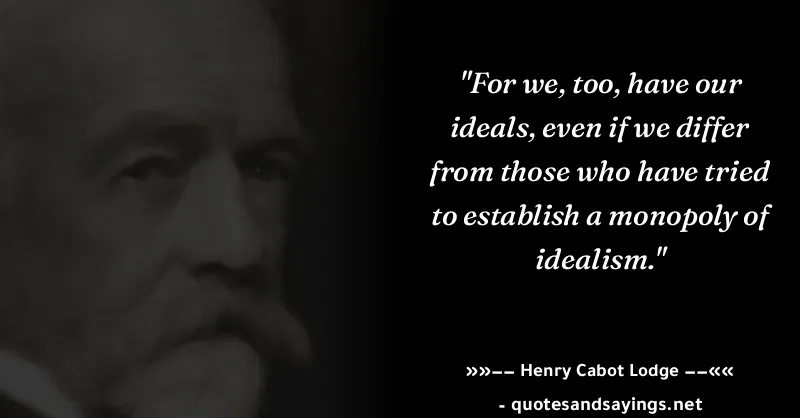 "For we, too, have our
ideals, even if we differ
from those who have tried
to establish a monopoly of
idealism."
»»−− Henry Cabot Lodge −−««
- quotesandsayings.net